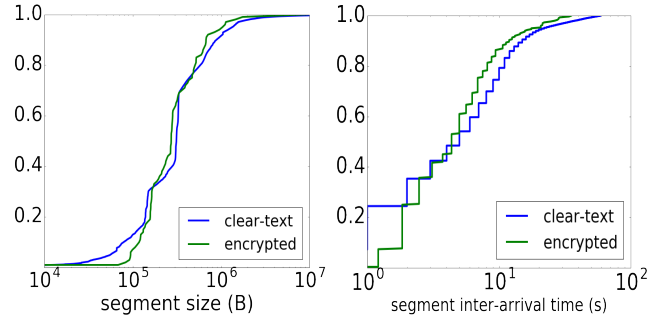 1.0
0.8
0.6
0.4
0.2
10^4 10^5 10^6 10^7
segment size (B)
clear-text
encrypted
1.0
0.8
0.6
0.4
0.2
10^0 10^1 10^2
segment inter-arrival time (s)
clear-text
encrypted